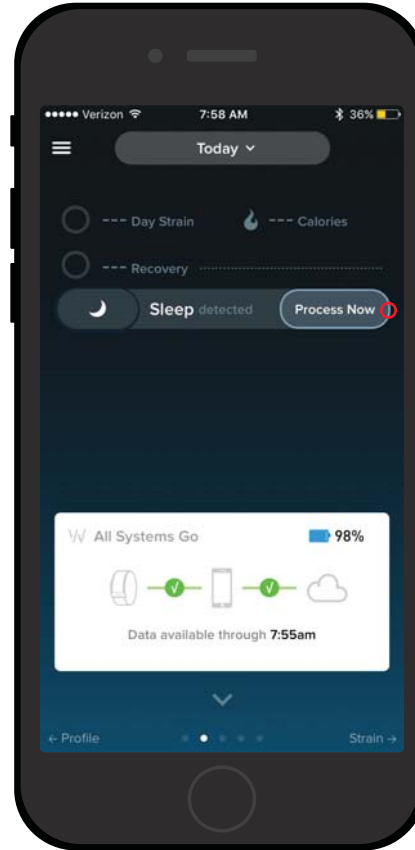 Verizon 7:58 AM 36%
Today
--- Day Strain --- Calories
--- Recovery
Sleep detected Process Now
All Systems Go 98%
Data available through 7:55am
← Profile Strain →